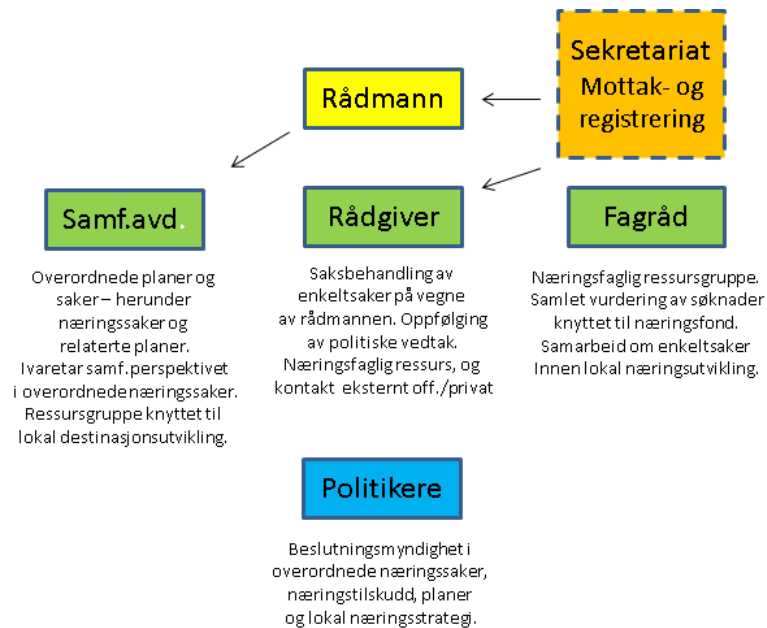 Sekretariat
Mottak- og
registrering
Rådmann
Samf.avd.
Rådgiver
Fagråd
Overordnede planer og
saker – herunder
næringssaker og
relaterte planer.
Ivaretar samf.perspektivet
i overordnede næringssaker.
Ressursgruppe knyttet til
lokal destinasjonsutvikling.
Saksbehandling av
enkeltsaker på vegne
av rådmannen. Oppfølging
av politiske vedtak.
Næringsfaglig ressurs, og
kontakt eksternt off./privat
Næringsfaglig ressursgruppe.
Samlet vurdering av søknader
knyttet til næringsfond.
Samarbeid om enkeltsaker
Innen lokal næringsutvikling.
Politikere
Beslutningsmyndighet i
overordnede næringssaker,
næringstilskudd, planer
og lokal næringsstrategi.